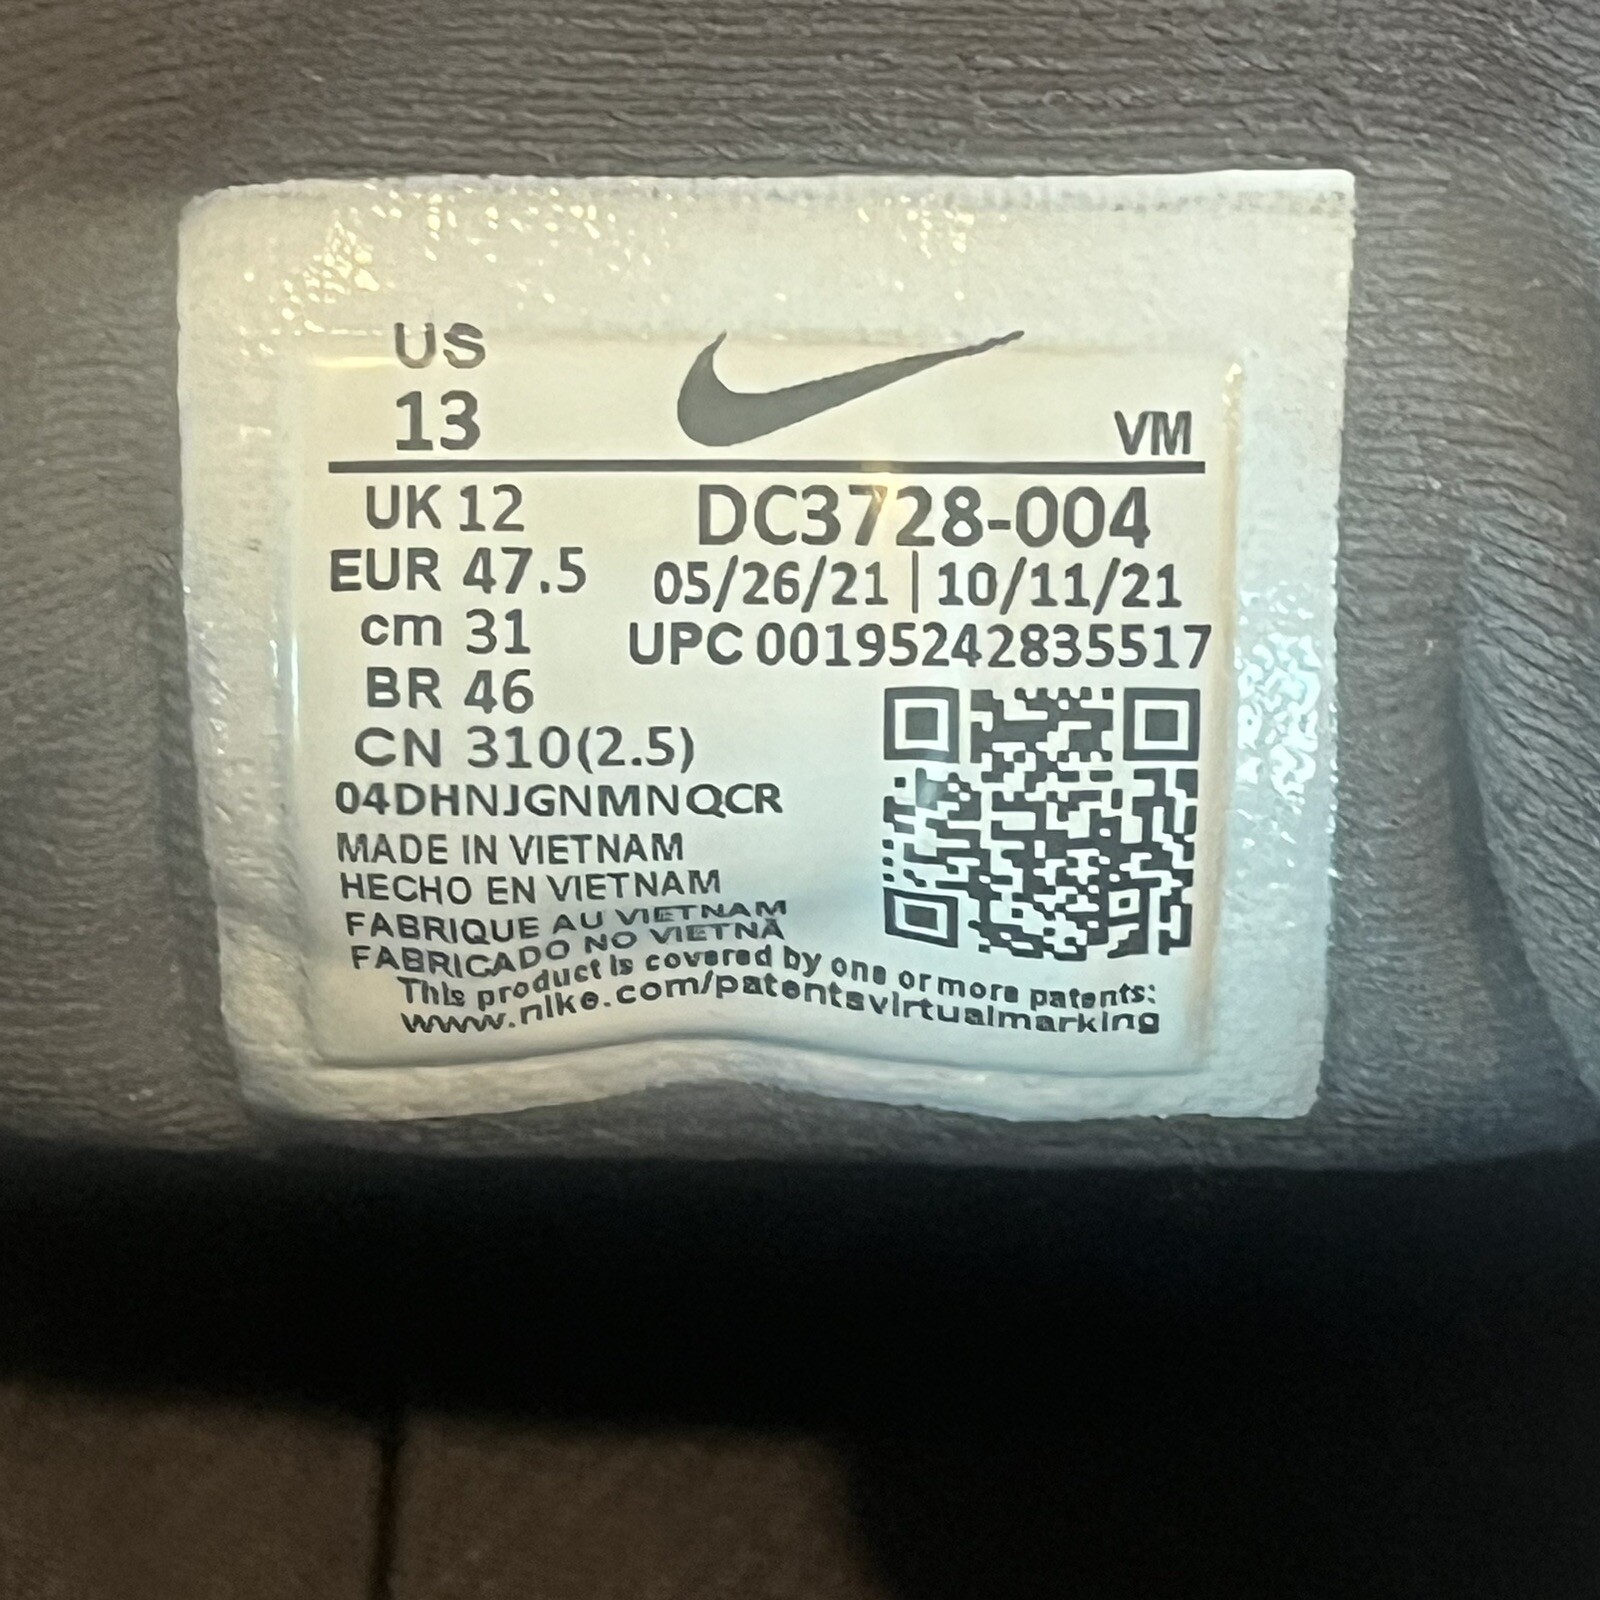 US
13
VM
UK 12
EUR 47.5
cm 31
BR 46
CN 310(2.5)
DC3728-004
05/26/21 | 10/11/21
UPC 00195242835517
04DHNJGNMNQCR
MADE IN VIETNAM
HECHO EN VIETNAM
FABRIQUE AU VIETNAM
FABRICADO NO VIETNÃ
This product is covered by one or more patents:
www.nike.com/patentsvirtualmarking